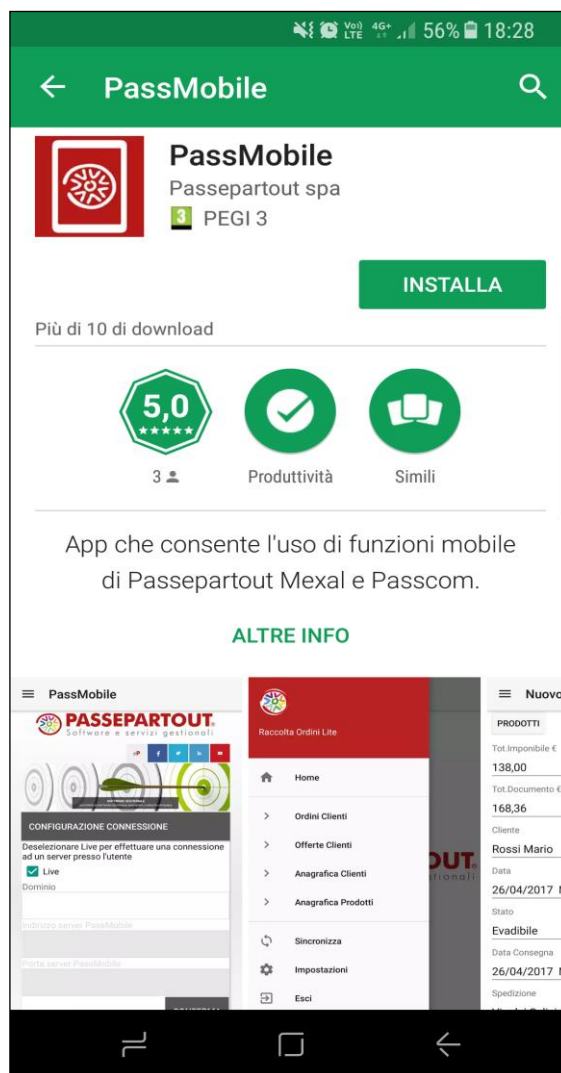 Vo)) LTE 4G+ 56% 18:28
PassMobile
PassMobile
Passepartout spa
3 PEGI 3
INSTALLA
Più di 10 di download
5,0
3
Produttività
Simili
App che consente l'uso di funzioni mobile
di Passepartout Mexal e Passcom.
ALTRE INFO
PassMobile
PASSEPARTOUT
Software e servizi gestionali
CONFIGURAZIONE CONNESSIONE
Deselezionare Live per effettuare una connessione
ad un server presso l'utente
Live
Dominio
Indirizzo server PassMobile
Porta server PassMobile
Raccolta Ordini Lite
Home
Ordini Clienti
Offerte Clienti
Anagrafica Clienti
Anagrafica Prodotti
Sincronizza
Impostazioni
Esci
Nuovo
PRODOTTI
Tot.Imponibile €
138,00
Tot.Documento €
168,36
Cliente
Rossi Mario
Data
26/04/2017
Stato
Evadibile
Data Consegna
26/04/2017
Spedizione